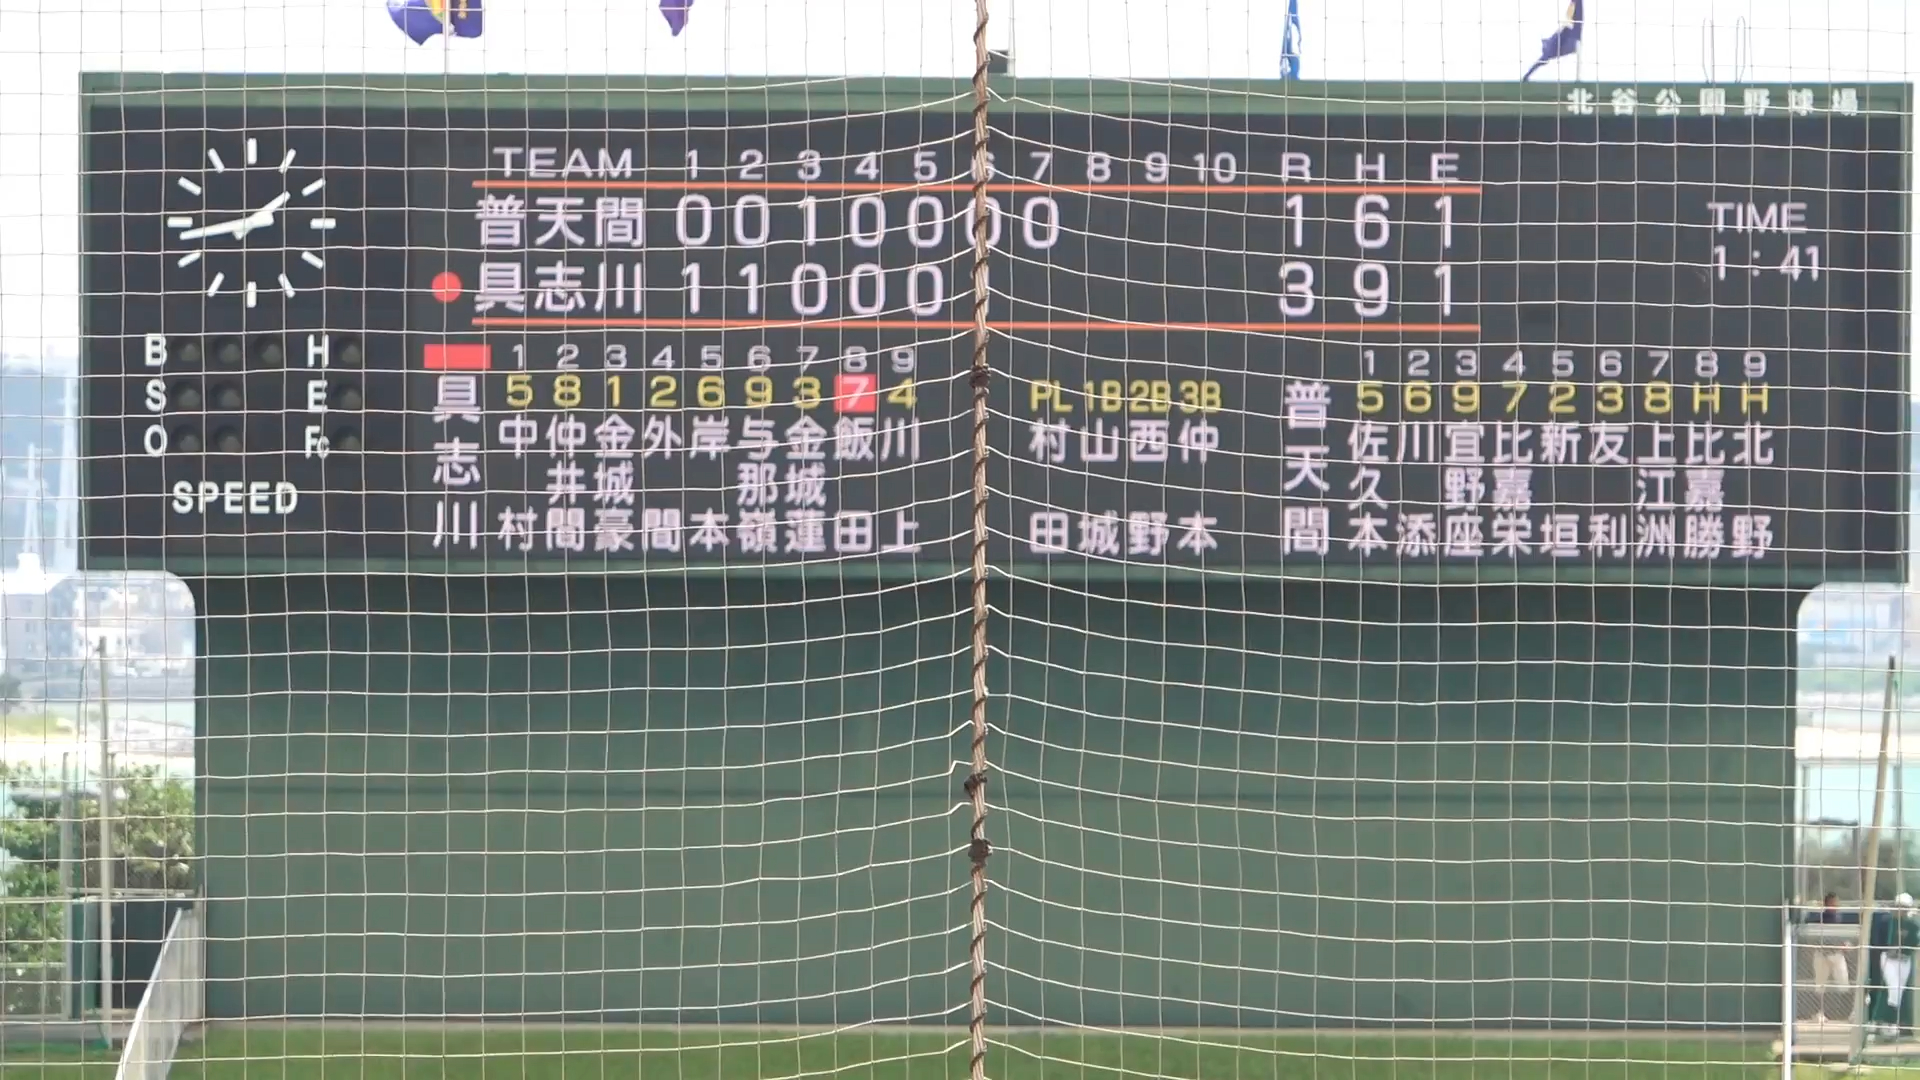 北谷公園野球場
TEAM 1 2 3 4 5 6 7 8 9 10 R H E
普天間 0 0 1 0 0 0 0 1 6 1
具志川 1 1 0 0 0 3 9 1
TIME
1:41
B H
S E
O Fc
SPEED
具志川
1 2 3 4 5 6 7 8 9
5 8 1 2 6 9 3 7 4
中村 仲井間 金城豪 外間 岸本 与那嶺 金城蓮 飯田 川上
PL 1B 2B 3B
村田 山城 西野 仲本
普天間
1 2 3 4 5 6 7 8 9
5 6 9 7 2 3 8 H H
佐久本 川添 宜野座 比嘉栄 新垣 友利 上江洲 比嘉勝 北野